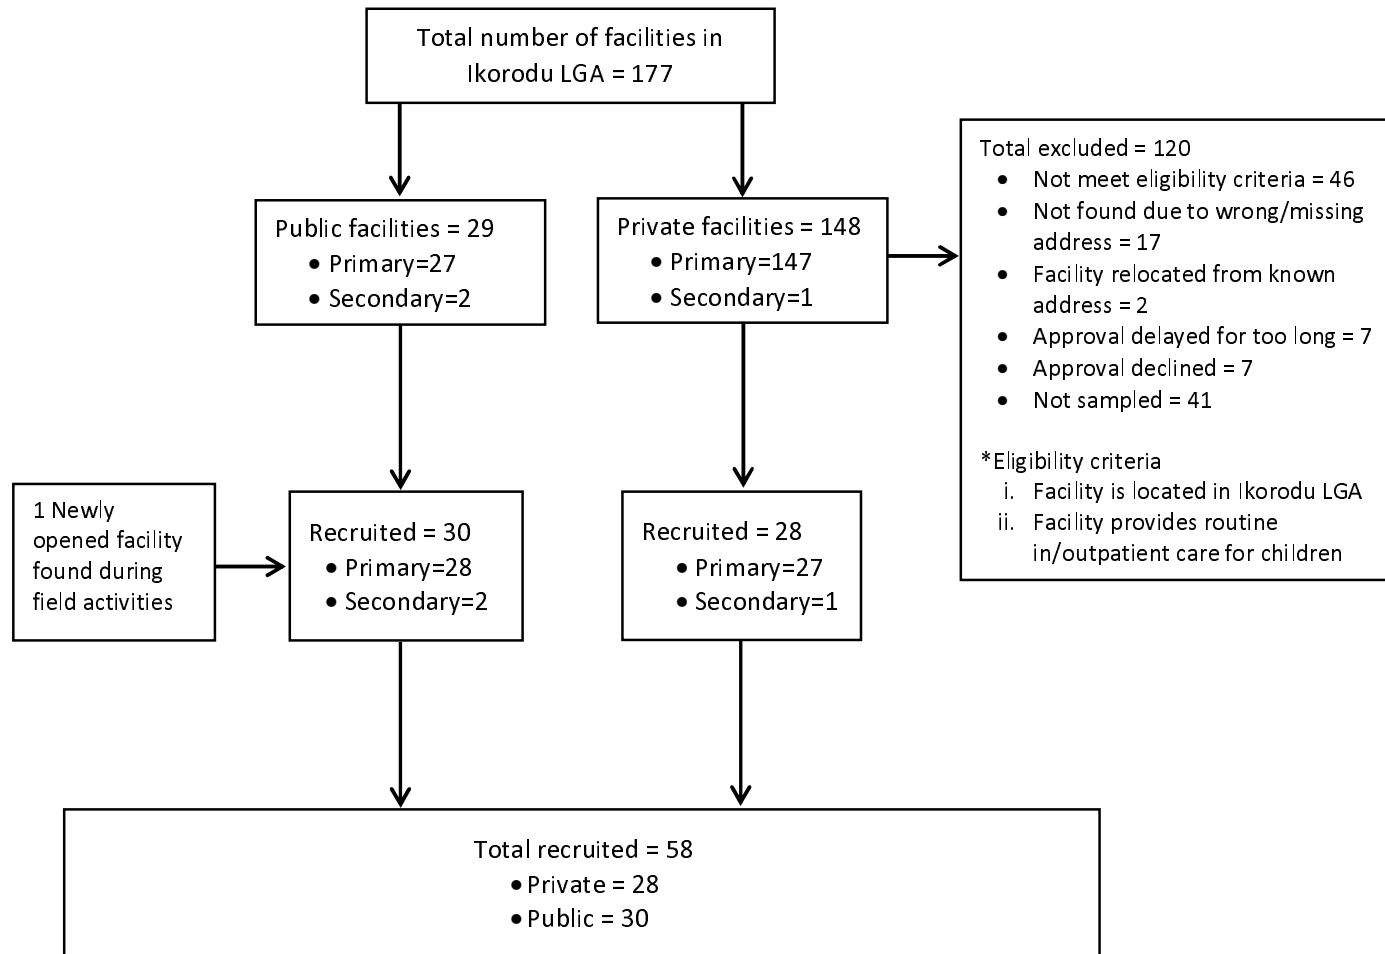 Total number of facilities in
Ikorodu LGA = 177
Public facilities = 29
• Primary=27
• Secondary=2
Private facilities = 148
• Primary=147
• Secondary=1
Total excluded = 120
• Not meet eligibility criteria = 46
• Not found due to wrong/missing
address = 17
• Facility relocated from known
address = 2
• Approval delayed for too long = 7
• Approval declined = 7
• Not sampled = 41
*Eligibility criteria
i. Facility is located in Ikorodu LGA
ii. Facility provides routine
in/outpatient care for children
1 Newly
opened facility
found during
field activities
Recruited = 30
• Primary=28
• Secondary=2
Recruited = 28
• Primary=27
• Secondary=1
Total recruited = 58
• Private = 28
• Public = 30